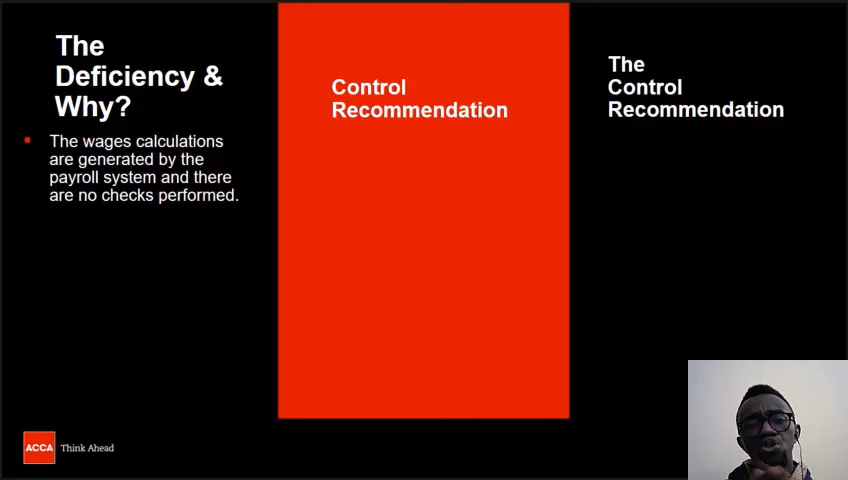 The
Deficiency &
Why?
The wages calculations
are generated by the
payroll system and there
are no checks performed.
Control
Recommendation
The
Control
Recommendation
ACCA Think Ahead